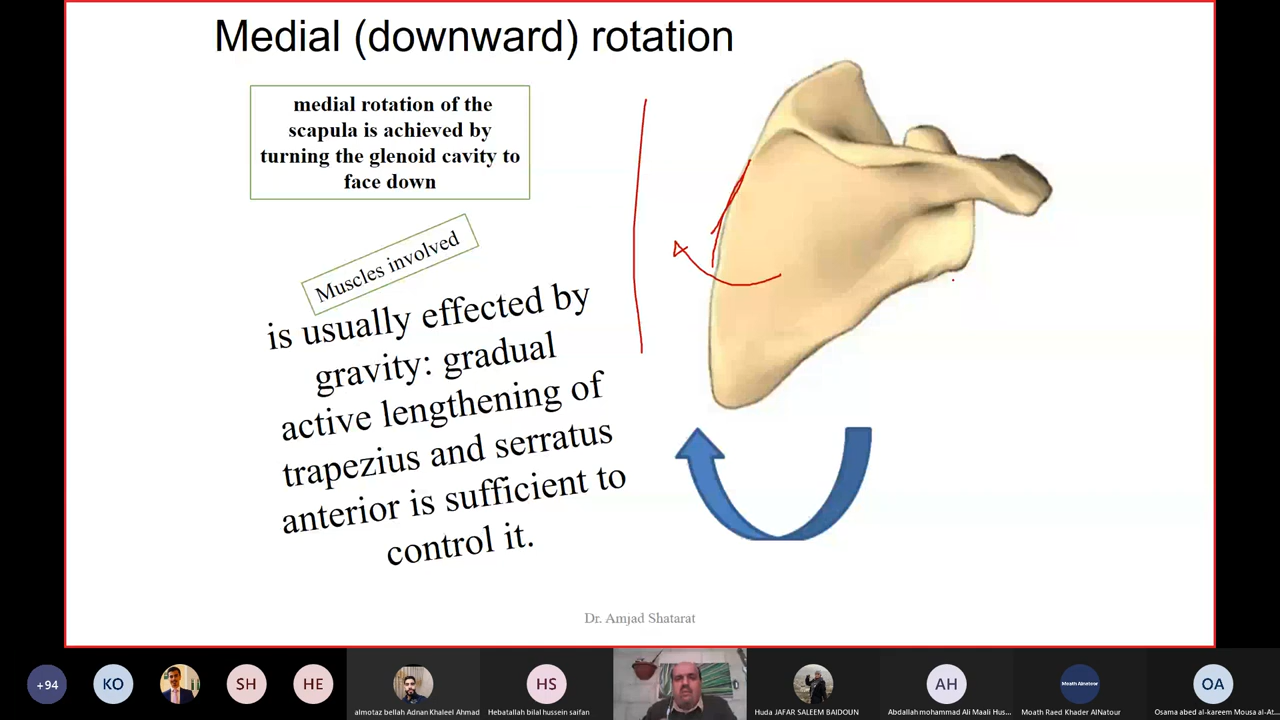 Medial (downward) rotation
medial rotation of the
scapula is achieved by
turning the glenoid cavity to
face down
Muscles involved
is usually effected by
gravity: gradual
active lengthening of
trapezius and serratus
anterior is sufficient to
control it.
Dr. Amjad Shatarat
+94
KO
SH
HE
almotaz bellah Adnan Khaleel Ahmad
HS
Hebatallah bilal hussein saifan
Huda JAFAR SALEEM BAIDOUN
AH
Abdallah mohammad Ali Maali Hus...
Moath Alnatour
Moath Raed Khader AlNatour
OA
Osama abed al-kareem Mousa al-At...